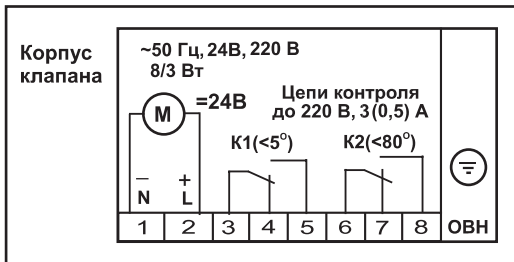 Корпус
клапана
~50 Гц, 24В, 220 В
8/3 Вт
М
=24В
Цепи контроля
до 220 В, 3(0,5) А
К1(<5°)
К2(<80°)
– +
N L
1 2 3 4 5 6 7 8 ОВН